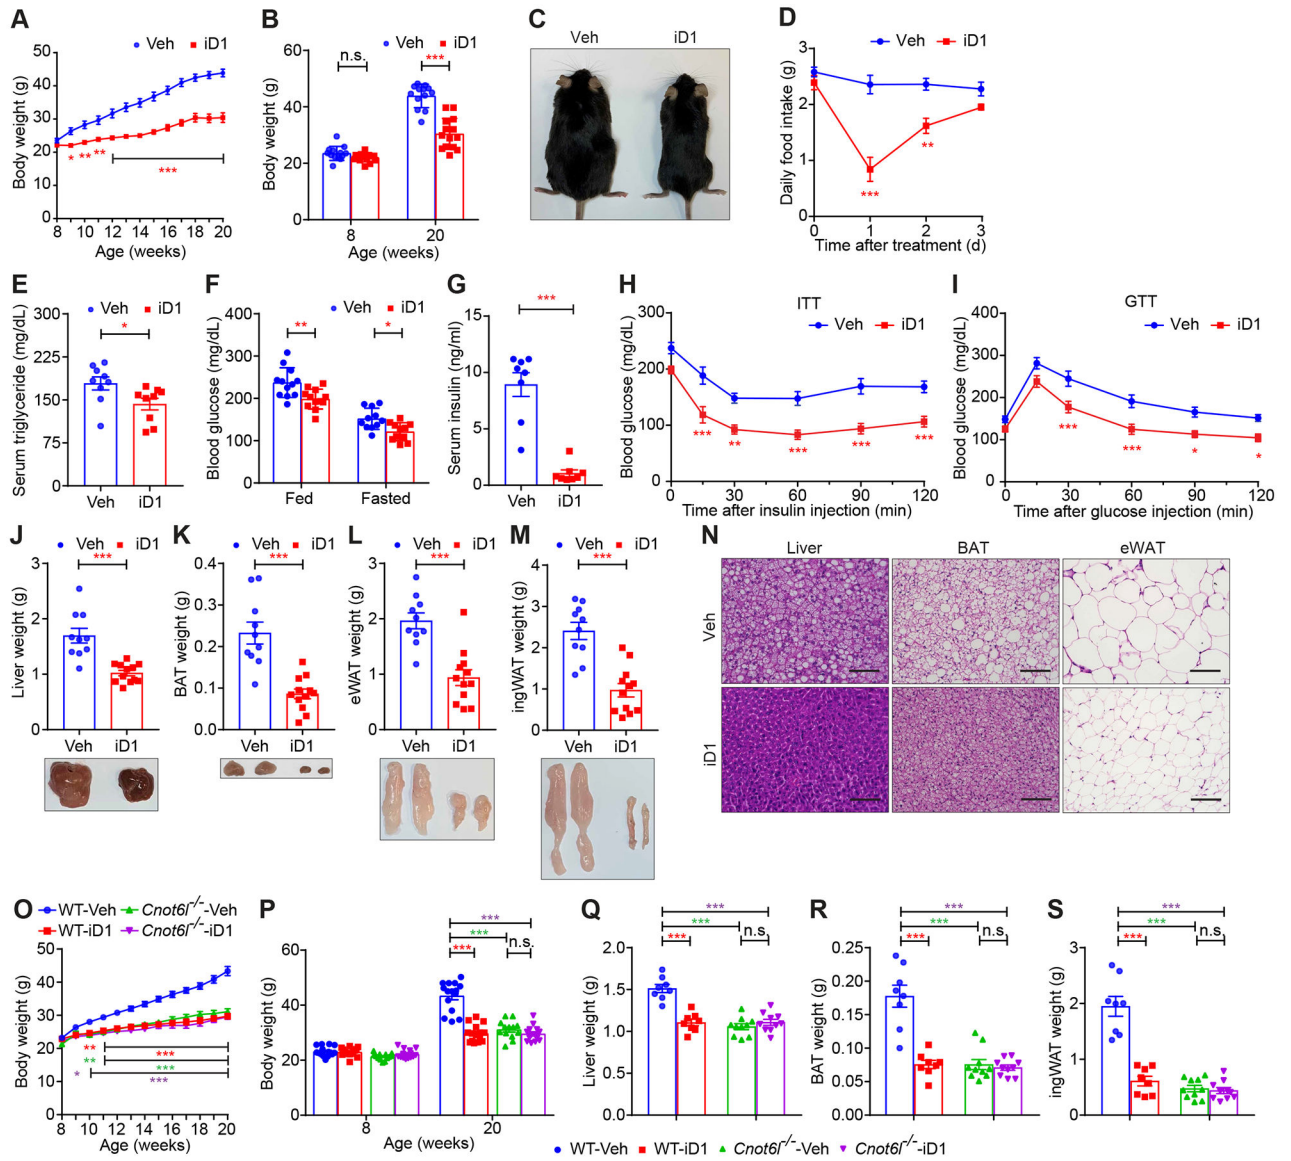 A
Veh iD1
Body weight (g)
50
40
30
20
10
0
* ** ** ***
8 10 12 14 16 18 20
Age (weeks)
B
Veh iD1
n.s. ***
Body weight (g)
60
40
20
0
8 20
Age (weeks)
C
Veh iD1
D
Veh iD1
Daily food intake (g)
3
2
1
0
*** **
0 1 2 3
Time after treatment (d)
E
Veh iD1
*
Serum triglyceride (mg/dL)
300
225
150
75
0
Veh iD1
F
Veh iD1
** *
Blood glucose (mg/dL)
400
300
200
100
0
Fed Fasted
G
***
Serum insulin (ng/ml)
15
10
5
0
Veh iD1
H
ITT
Veh iD1
Blood glucose (mg/dL)
300
200
100
0
*** ** *** *** ***
0 30 60 90 120
Time after insulin injection (min)
I
GTT
Veh iD1
Blood glucose (mg/dL)
400
300
200
100
0
*** *** * *
0 30 60 90 120
Time after glucose injection (min)
J
Veh iD1
***
Liver weight (g)
3
2
1
0
Veh iD1
K
Veh iD1
***
BAT weight (g)
0.4
0.3
0.2
0.1
0.0
Veh iD1
L
Veh iD1
***
eWAT weight (g)
3
2
1
0
Veh iD1
M
Veh iD1
***
ingWAT weight (g)
4
3
2
1
0
Veh iD1
N
Liver BAT eWAT
Veh
iD1
O
WT-Veh Cnot6l-/--Veh
WT-iD1 Cnot6l-/--iD1
Body weight (g)
50
40
30
20
10
0
** ***
** ***
* ***
8 10 12 14 16 18 20
Age (weeks)
P
***
***
*** n.s.
Body weight (g)
60
40
20
0
8 20
Age (weeks)
Q
***
***
*** n.s
Liver weight (g)
2.0
1.5
1.0
0.5
0.0
R
***
***
*** n.s
BAT weight (g)
0.25
0.20
0.15
0.10
0.05
0.00
S
***
***
*** n.s
ingWAT weight (g)
3
2
1
0
WT-Veh WT-iD1 Cnot6l-/--Veh Cnot6l-/--iD1